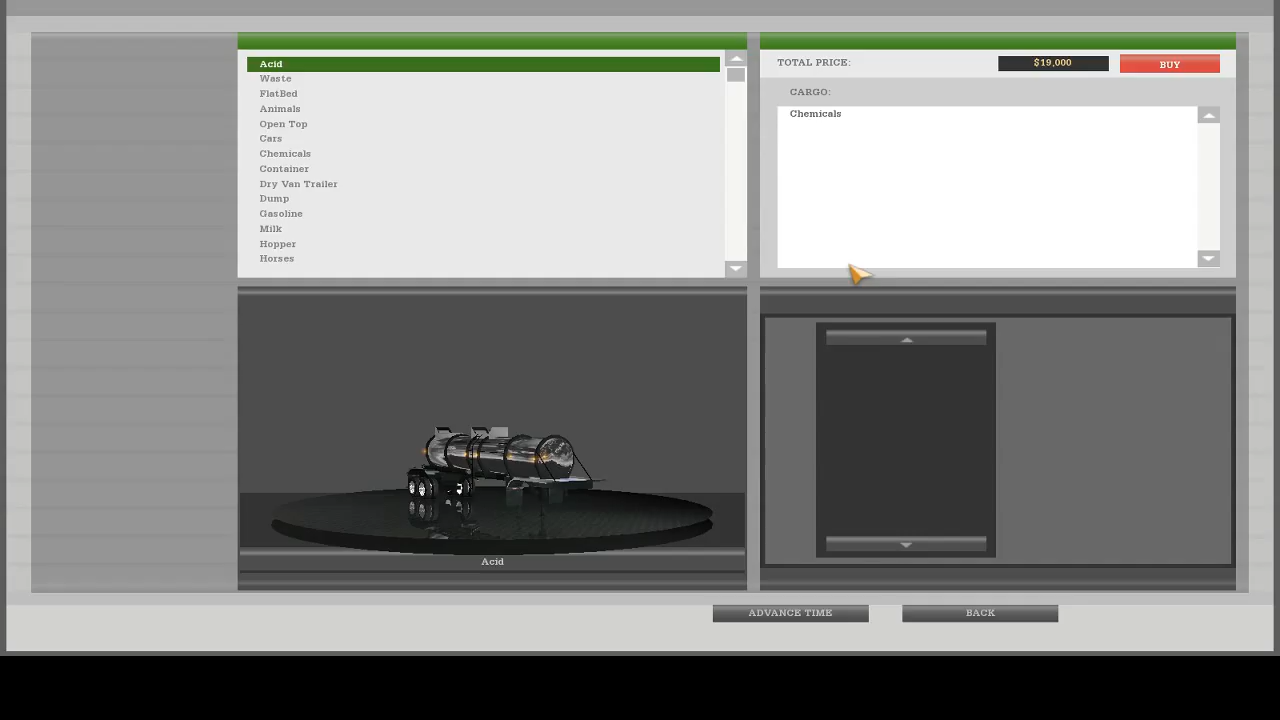 Acid
Waste
FlatBed
Animals
Open Top
Cars
Chemicals
Container
Dry Van Trailer
Dump
Gasoline
Milk
Hopper
Horses
TOTAL PRICE:
$19,000
BUY
CARGO:
Chemicals
Acid
ADVANCE TIME
BACK